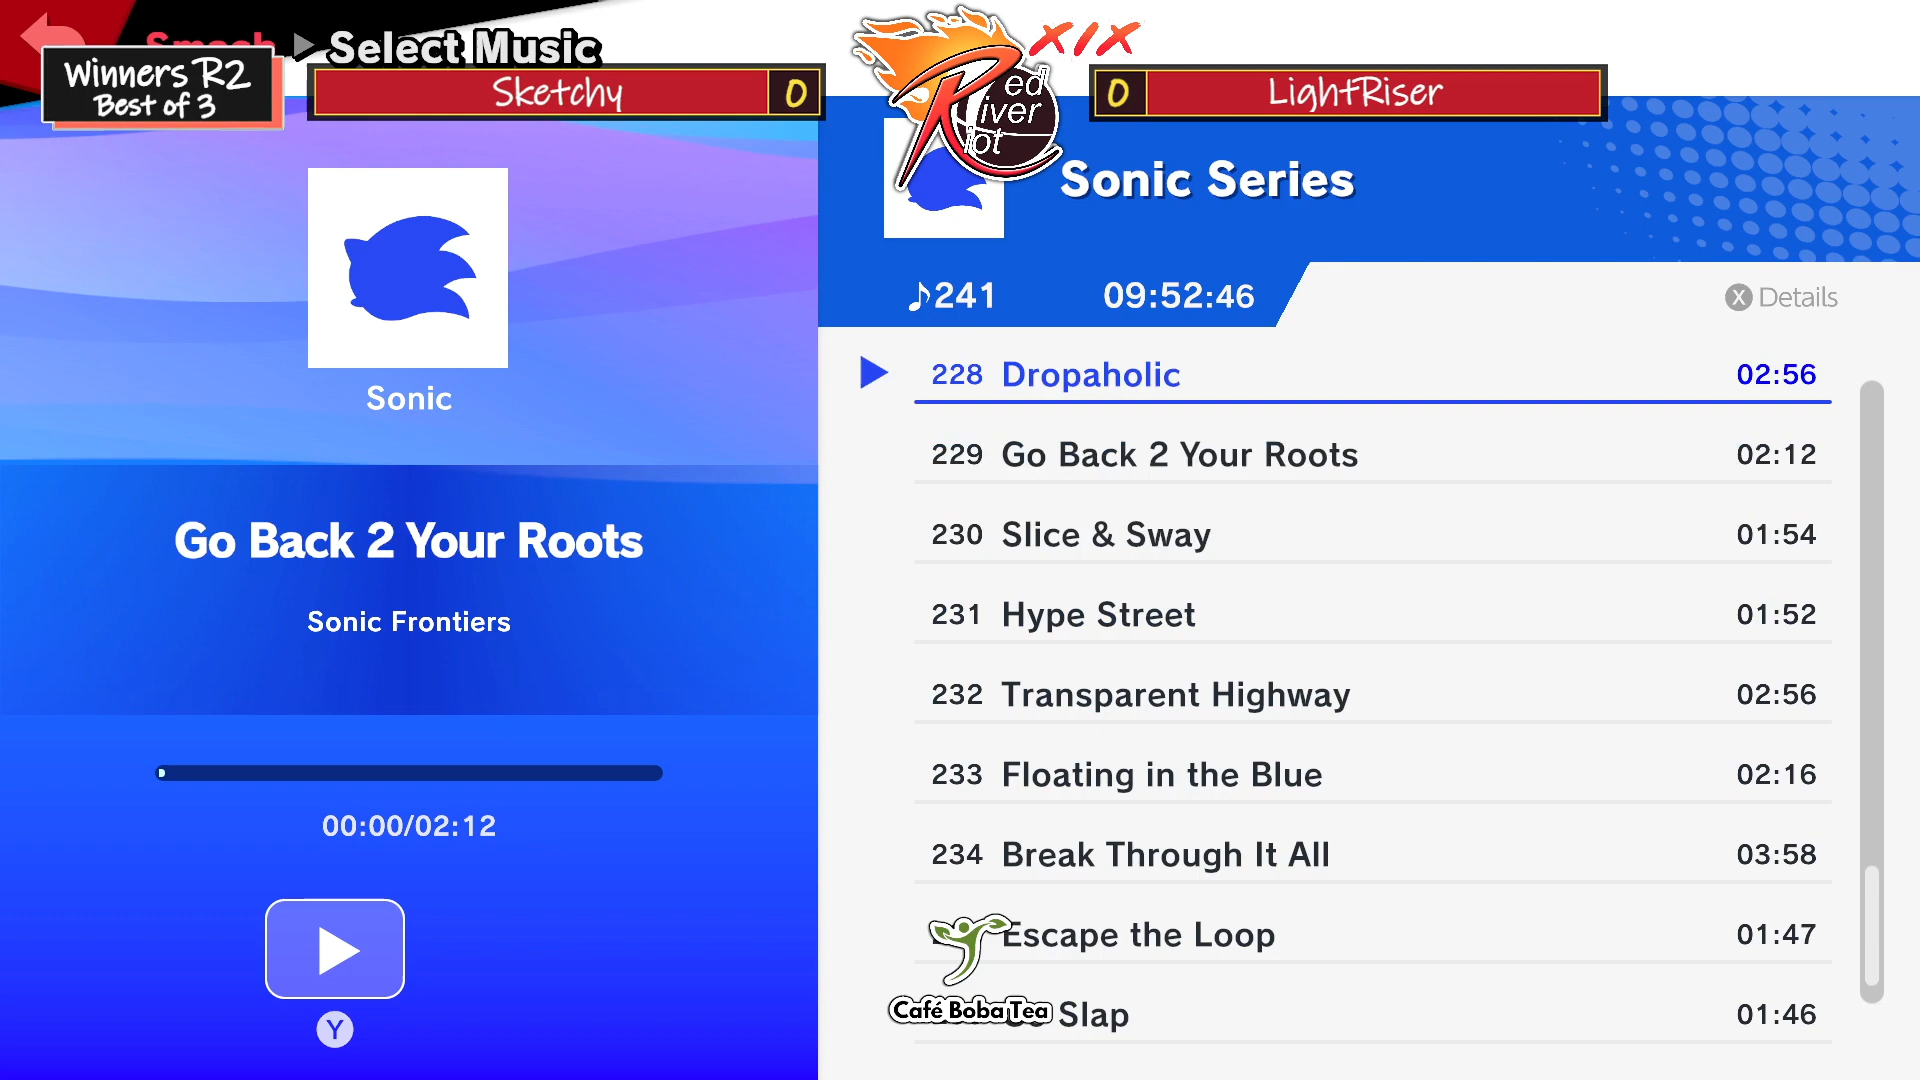 Smash ▶ Select Music
Winners R2
Best of 3
Sketchy 0
Red River Riot XIX
0 LightRiser
Sonic
Go Back 2 Your Roots
Sonic Frontiers
00:00/02:12
Y
Sonic Series
♪241 09:52:46
X Details
228 Dropaholic 02:56
229 Go Back 2 Your Roots 02:12
230 Slice & Sway 01:54
231 Hype Street 01:52
232 Transparent Highway 02:56
233 Floating in the Blue 02:16
234 Break Through It All 03:58
Escape the Loop 01:47
Slap 01:46
Café Boba Tea